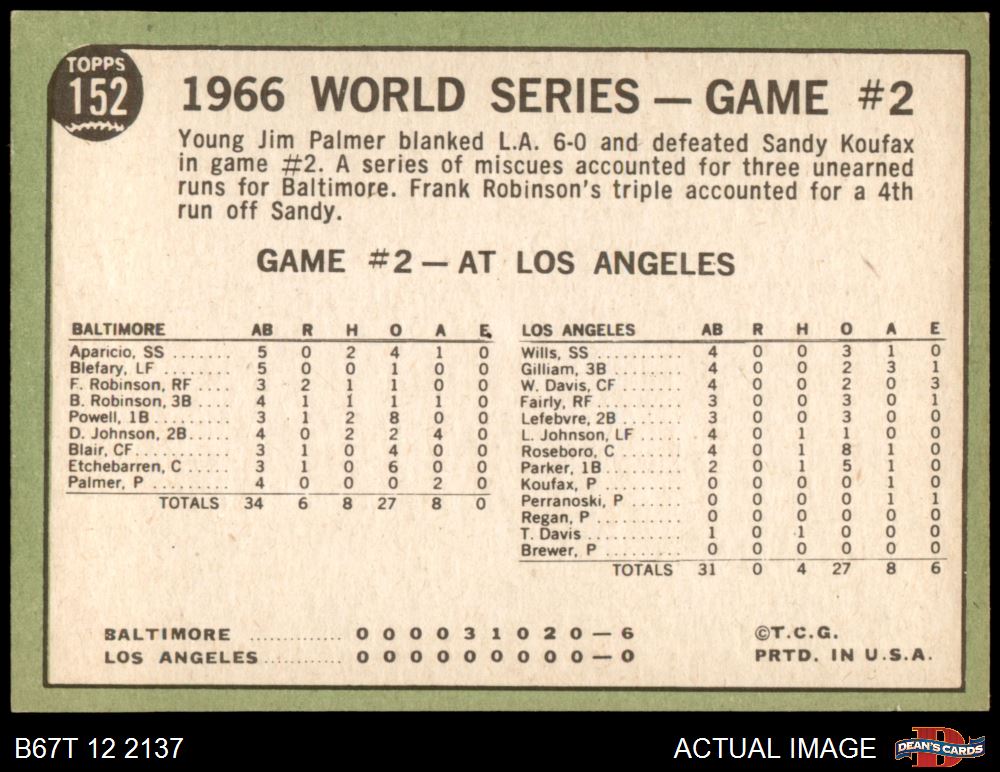 TOPPS
152
1966 WORLD SERIES — GAME #2
Young Jim Palmer blanked L.A. 6-0 and defeated Sandy Koufax
in game #2. A series of miscues accounted for three unearned
runs for Baltimore. Frank Robinson's triple accounted for a 4th
run off Sandy.
GAME #2 — AT LOS ANGELES
BALTIMORE AB R H O A E
Aparicio, SS ....... 5 0 2 4 1 0
Blefary, LF ........ 5 0 0 1 0 0
F. Robinson, RF .... 3 2 1 1 0 0
B. Robinson, 3B .... 4 1 1 1 1 0
Powell, 1B ......... 3 1 2 8 0 0
D. Johnson, 2B..... 4 0 2 2 4 0
Blair, CF........... 3 1 0 4 0 0
Etchebarren, C ..... 3 1 0 6 0 0
Palmer, P .......... 4 0 0 0 2 0
TOTALS 34 6 8 27 8 0
LOS ANGELES AB R H O A E
Wills, SS .......... 4 0 0 3 1 0
Gilliam, 3B ........ 4 0 0 2 3 1
W. Davis, CF ....... 4 0 0 2 0 3
Fairly, RF.......... 3 0 0 3 0 1
Lefebvre, 2B ....... 3 0 0 3 0 0
L. Johnson, LF ..... 4 0 1 1 0 0
Roseboro, C ........ 4 0 1 8 1 0
Parker, 1B.......... 2 0 1 5 1 0
Koufax, P .......... 0 0 0 0 1 0
Perranoski, P ...... 0 0 0 0 1 1
Regan, P ........... 0 0 0 0 0 0
T. Davis ........... 1 0 1 0 0 0
Brewer, P .......... 0 0 0 0 0 0
TOTALS 31 0 4 27 8 6
BALTIMORE ............ 0 0 0 0 3 1 0 2 0 — 6
LOS ANGELES ........... 0 0 0 0 0 0 0 0 0 — 0
©T.C.G.
PRTD. IN U.S.A.
B67T 12 2137
ACTUAL IMAGE
D
DEAN'S CARDS